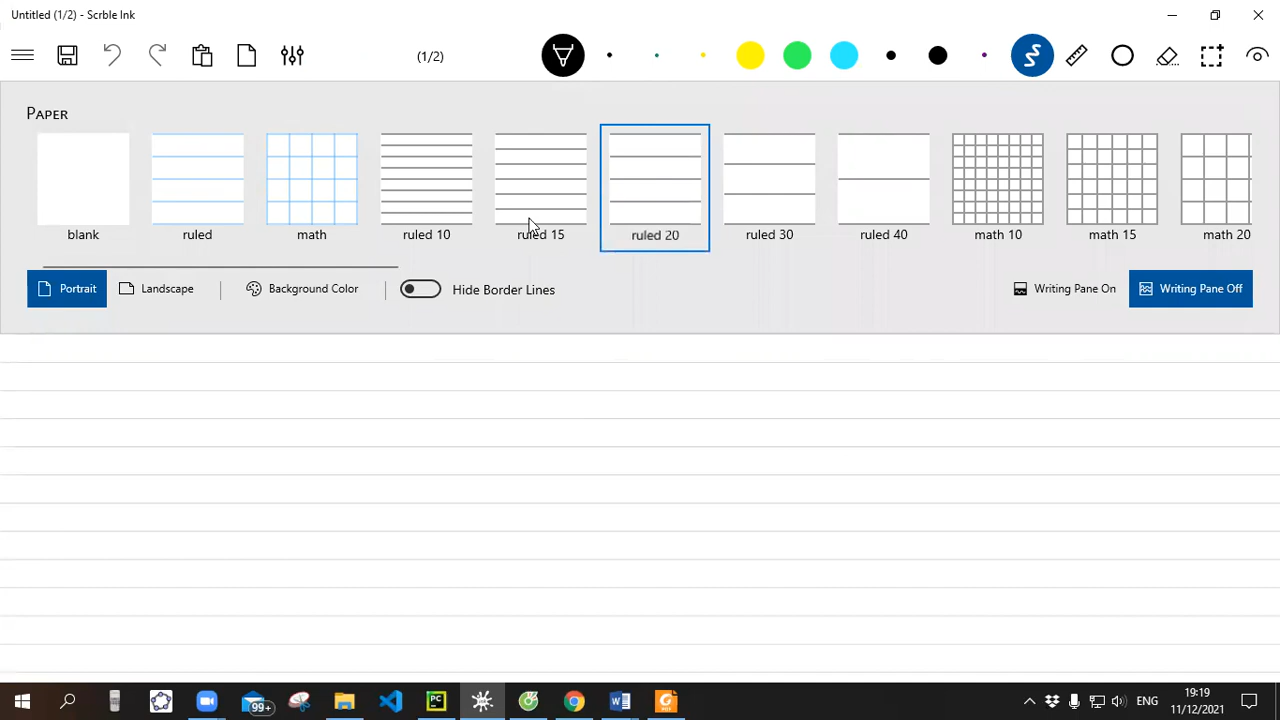 Untitled (1/2) - Scrble Ink
(1/2)
PAPER
blank
ruled
math
ruled 10
ruled 15
ruled 20
ruled 30
ruled 40
math 10
math 15
math 20
Portrait
Landscape
Background Color
Hide Border Lines
Writing Pane On
Writing Pane Off
99+
PC
W
PDF
ENG
19:19
11/12/2021